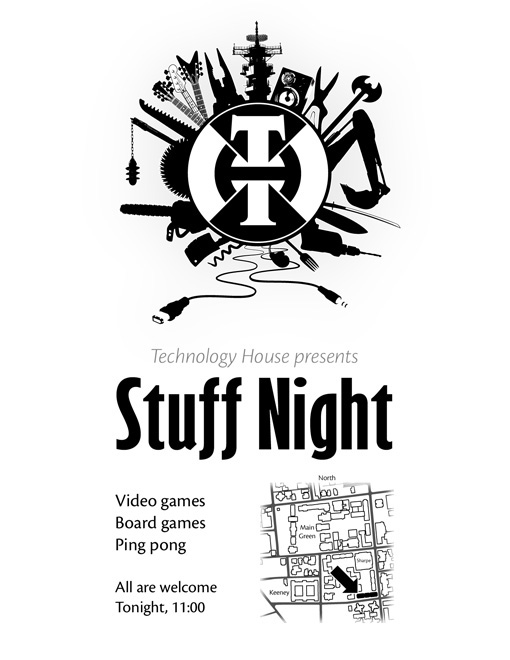 T
T
Technology House presents
Stuff Night
Video games
Board games
Ping pong
All are welcome
Tonight, 11:00
North
Main
Green
Sharpe
Keeney